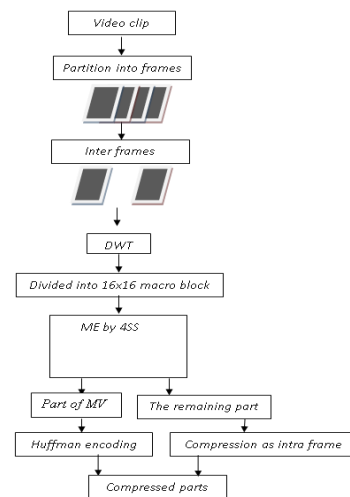 Video clip
Partition into frames
Inter frames
DWT
Divided into 16x16 macro block
ME by 4SS
Part of MV
The remaining part
Huffman encoding
Compression as intra frame
Compressed parts